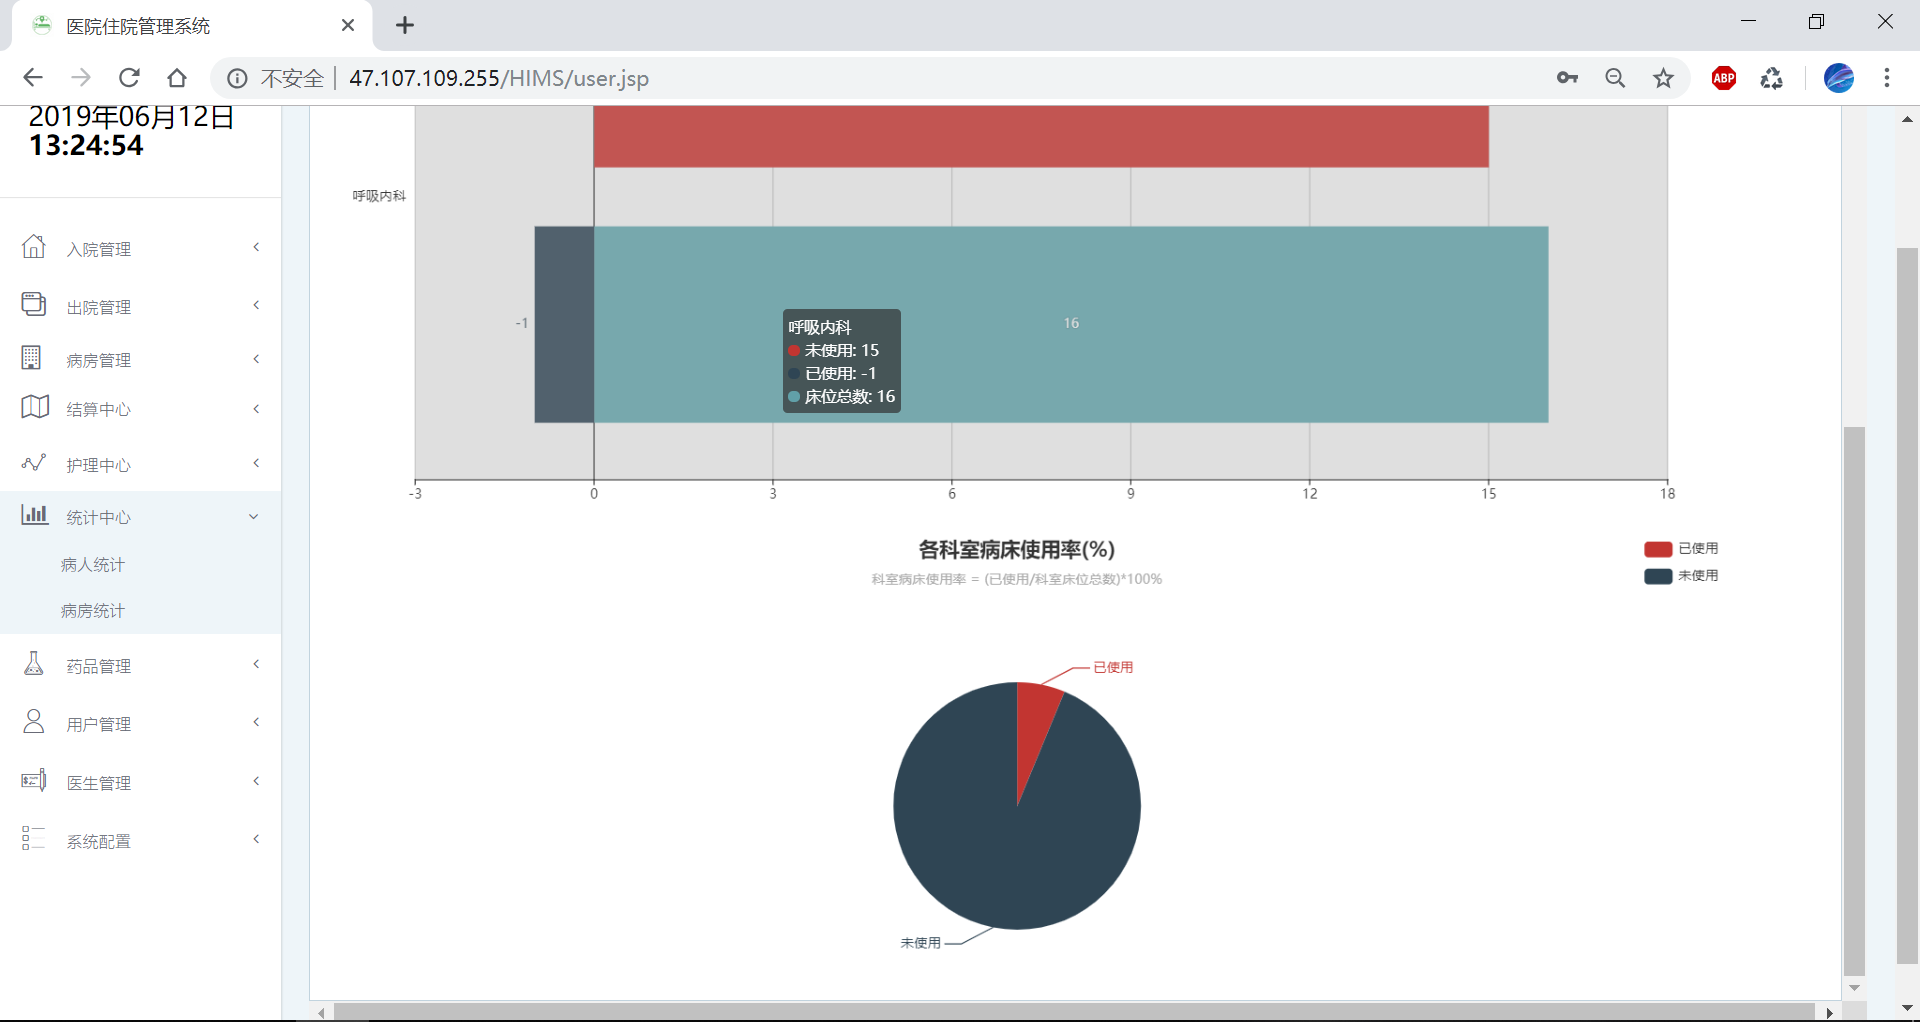 医院住院管理系统
不安全
47.107.109.255/HIMS/user.jsp
ABP
2019年06月12日
13:24:54
入院管理
出院管理
病房管理
结算中心
护理中心
统计中心
病人统计
病房统计
药品管理
用户管理
医生管理
系统配置
呼吸内科
-1
16
呼吸内科
未使用: 15
已使用: -1
床位总数: 16
-3 0 3 6 9 12 15 18
各科室病床使用率(%)
科室病床使用率 = (已使用/科室床位总数)*100%
已使用
未使用
已使用
未使用